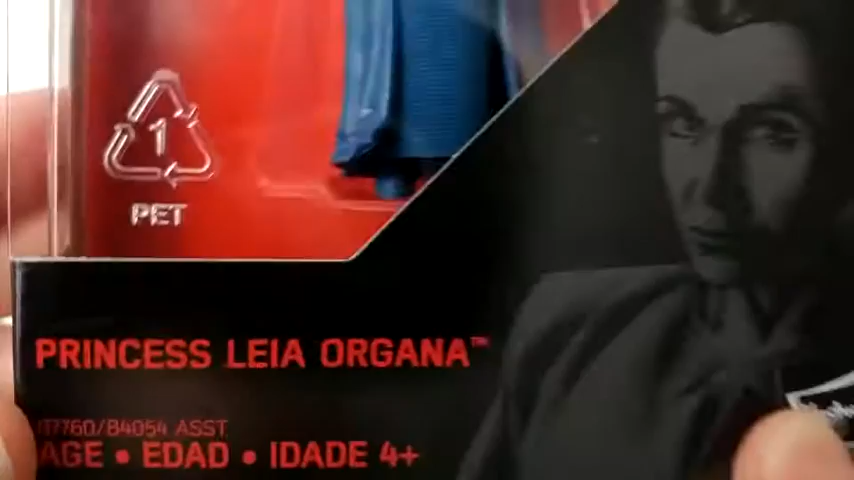 1
PET
PRINCESS LEIA ORGANA™
AGE • EDAD • IDADE 4+